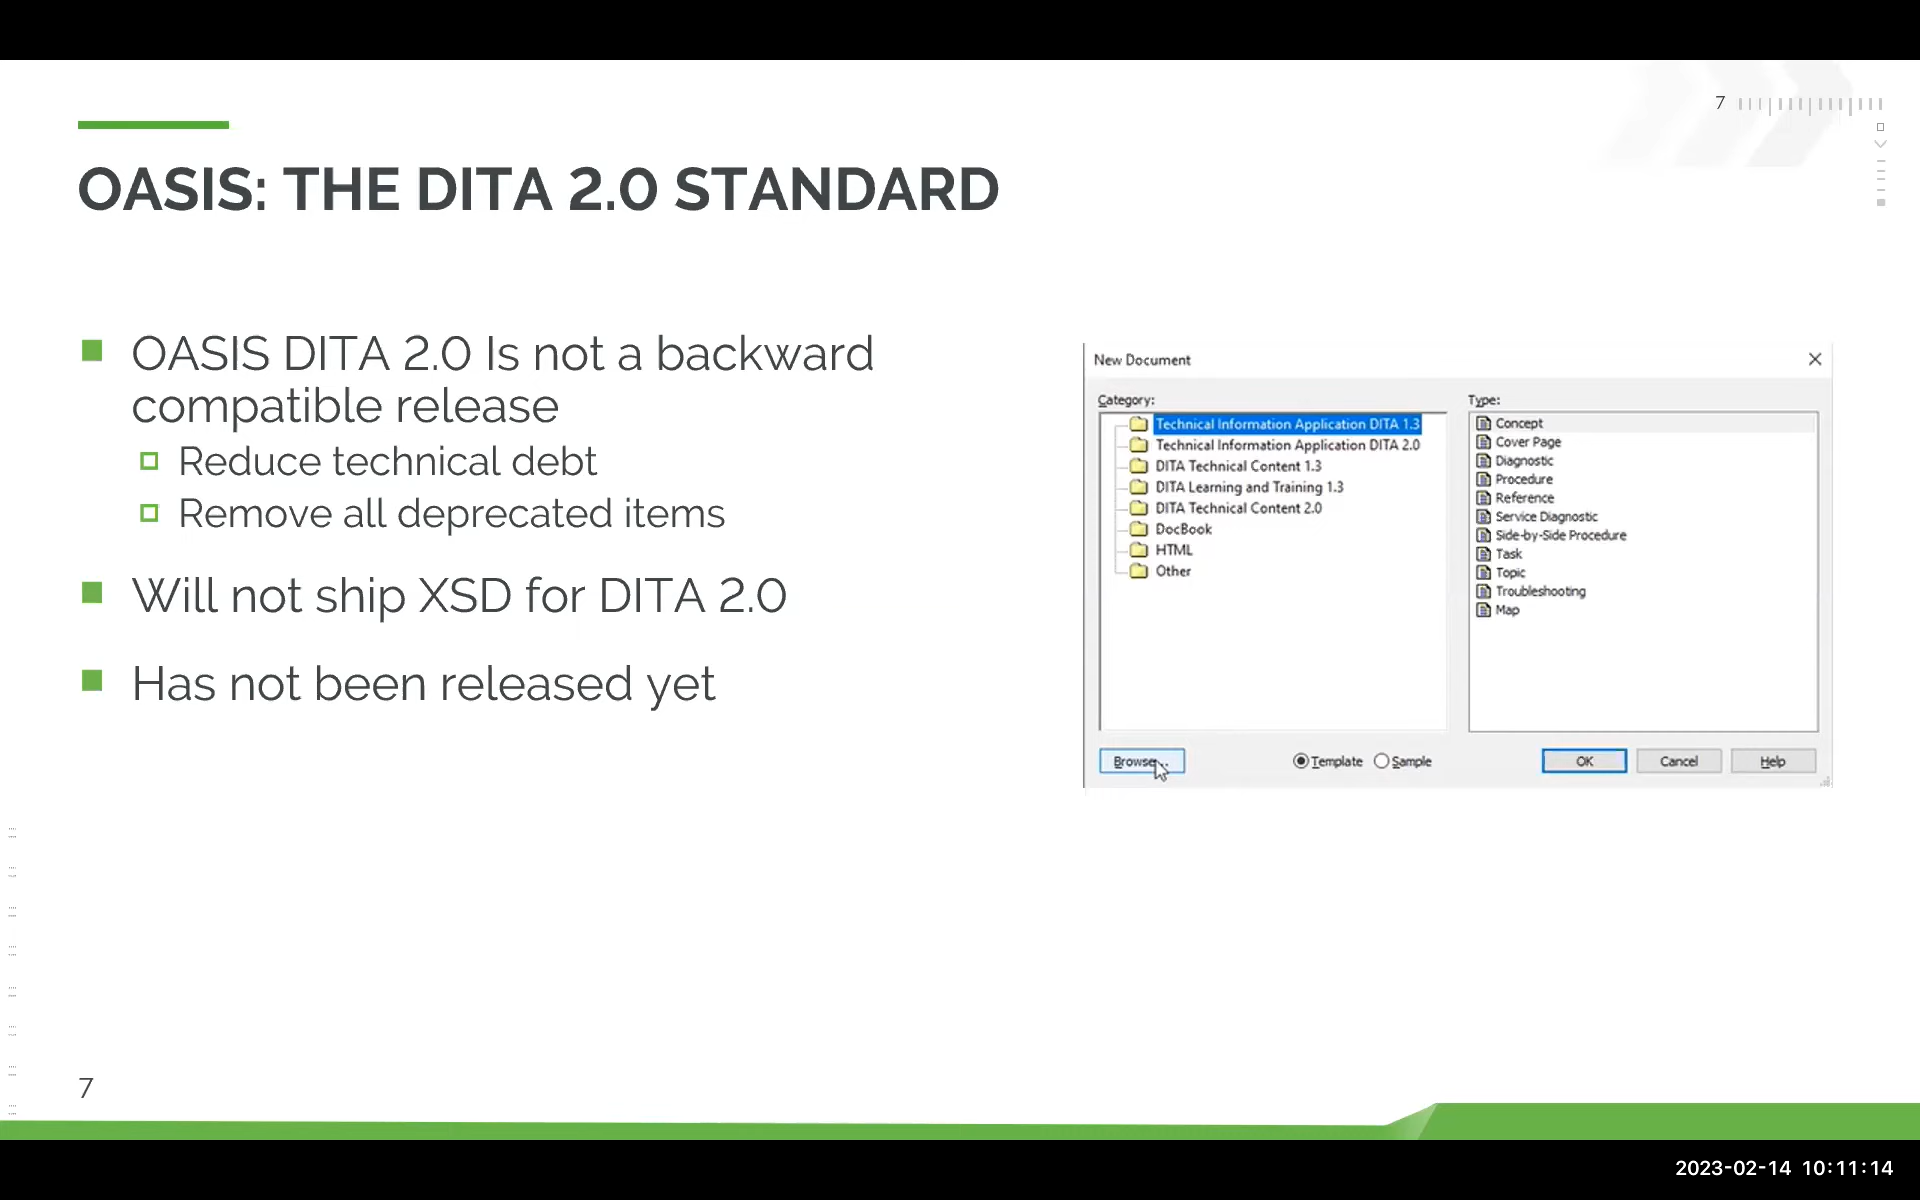 7
OASIS: THE DITA 2.0 STANDARD
OASIS DITA 2.0 Is not a backward
compatible release
Reduce technical debt
Remove all deprecated items
Will not ship XSD for DITA 2.0
Has not been released yet
New Document
Category:
Technical Information Application DITA 1.3
Technical Information Application DITA 2.0
DITA Technical Content 1.3
DITA Learning and Training 1.3
DITA Technical Content 2.0
DocBook
HTML
Other
Type:
Concept
Cover Page
Diagnostic
Procedure
Reference
Service Diagnostic
Side-by-Side Procedure
Task
Topic
Troubleshooting
Map
Browse...
Template
Sample
OK
Cancel
Help
7
2023-02-14 10:11:14